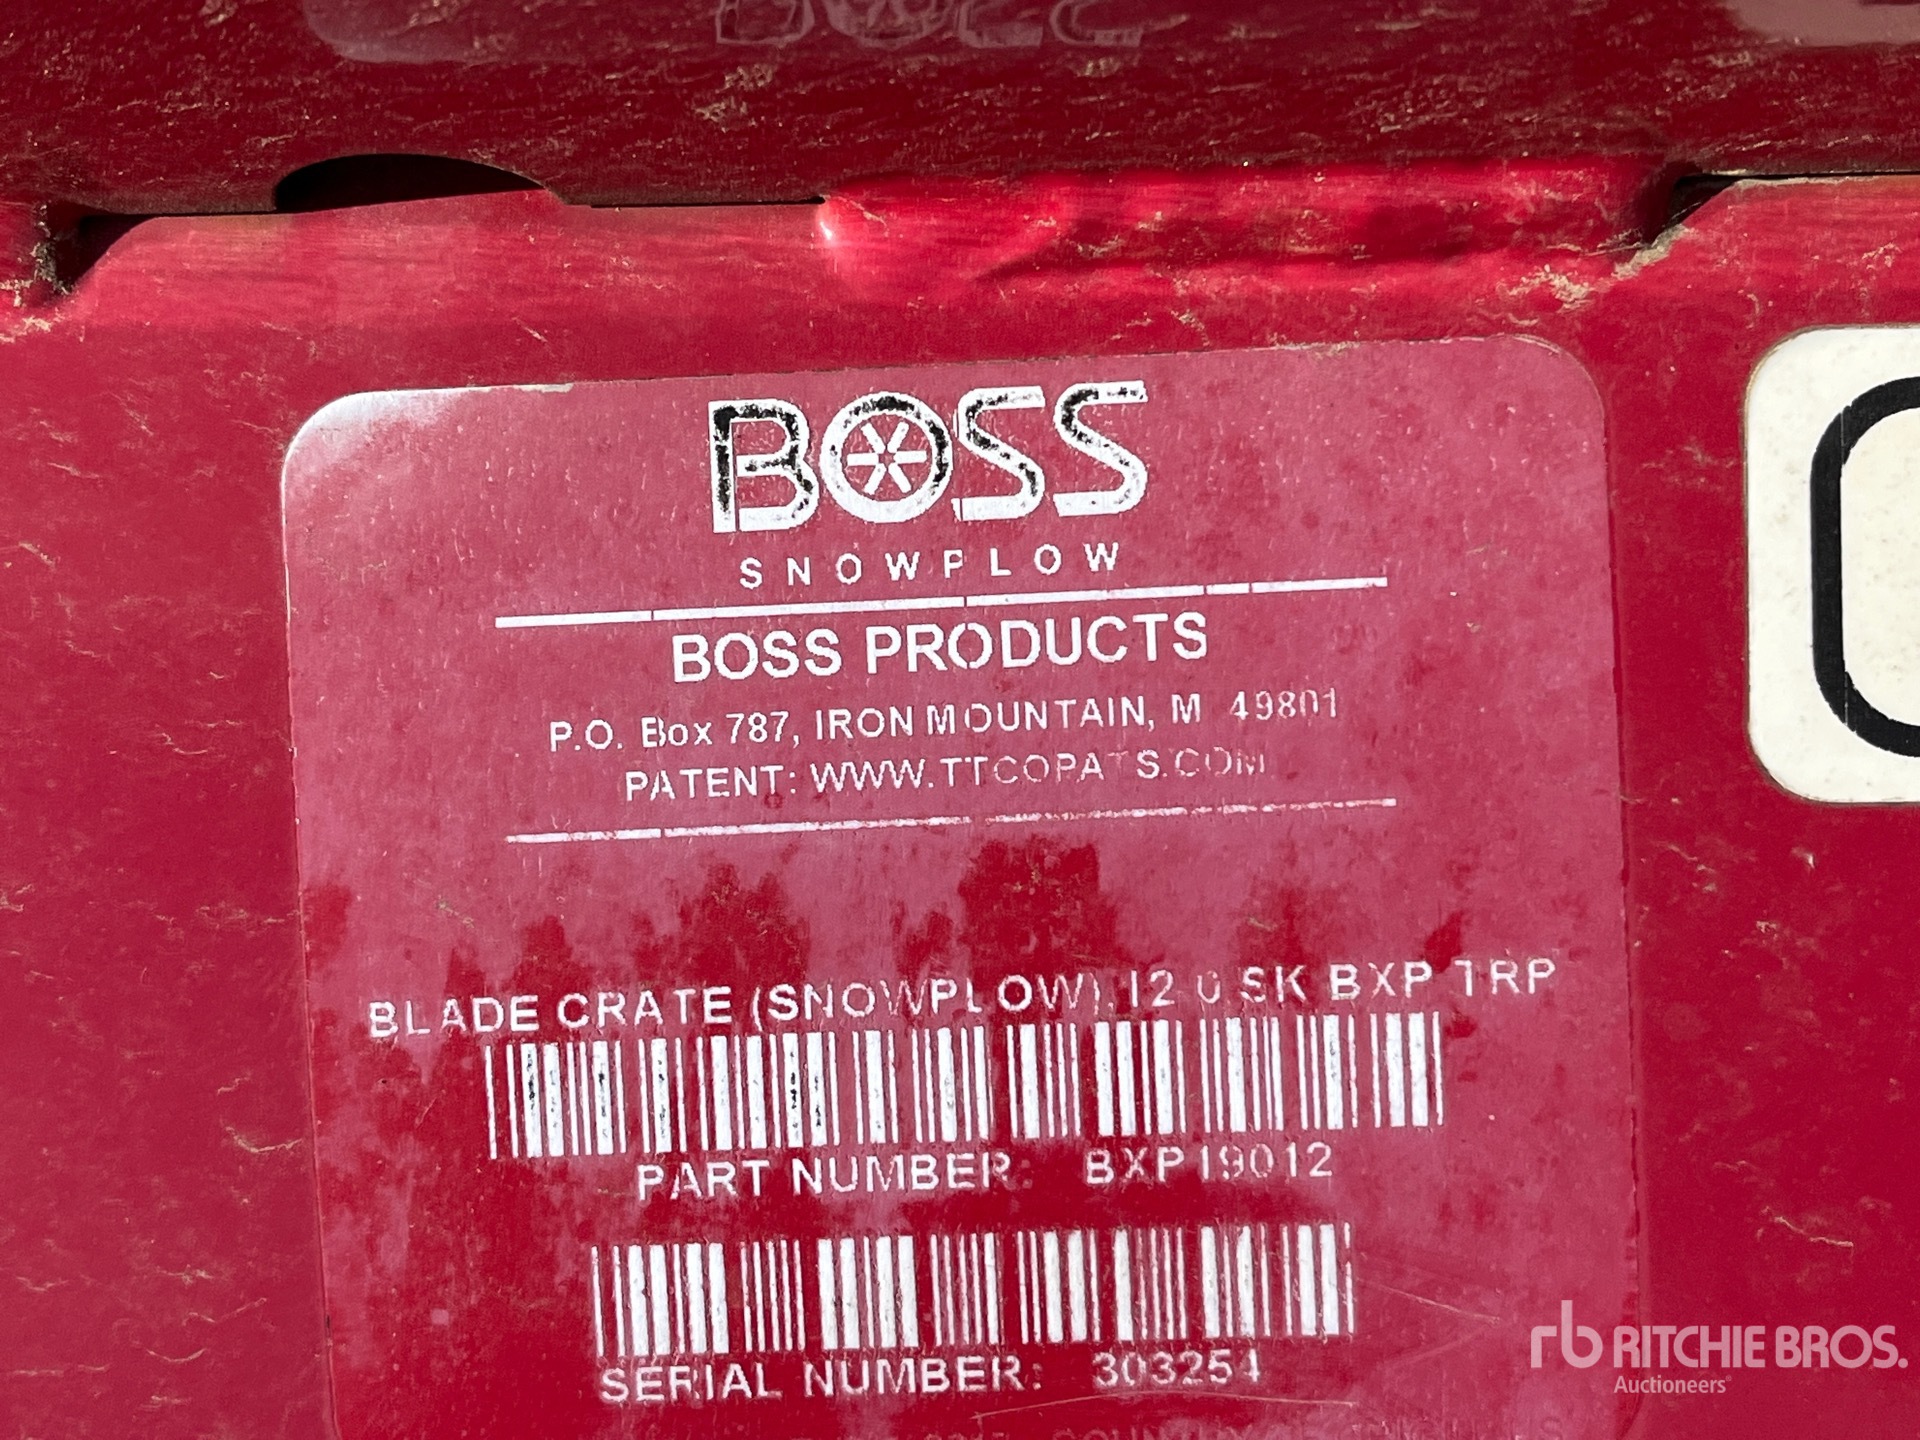 BOSS
SNOWPLOW
BOSS PRODUCTS
P.O. Box 787, IRON MOUNTAIN, M 49801
PATENT: WWW.TTCOPATS.COM
BLADE CRATE (SNOWPLOW),12 0 SK BXP TRP
PART NUMBER: BXP19012
SERIAL NUMBER: 303254
rb RITCHIE BROS.
Auctioneers